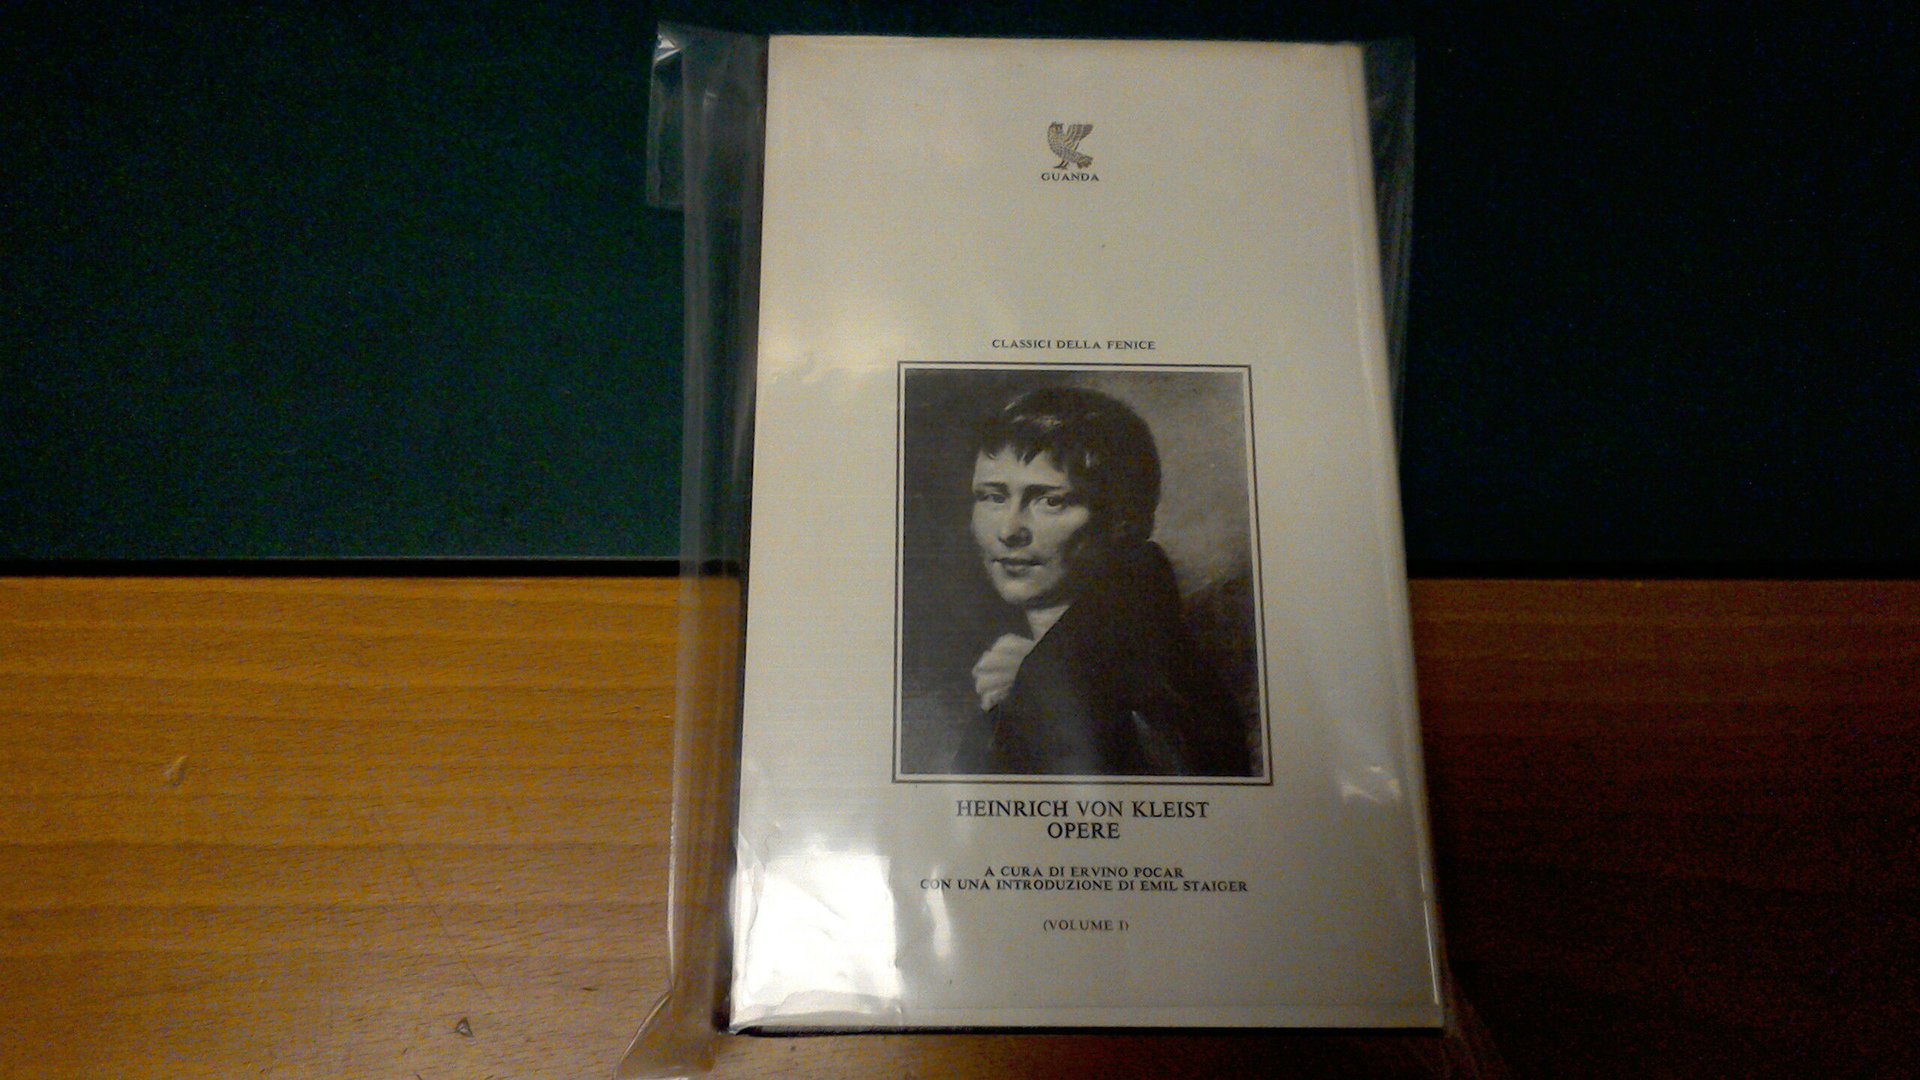 GUANDA
CLASSICI DELLA FENICE
HEINRICH VON KLEIST
OPERE
A CURA DI ERVINO POCAR
CON UNA INTRODUZIONE DI EMIL STAIGER
(VOLUME I)